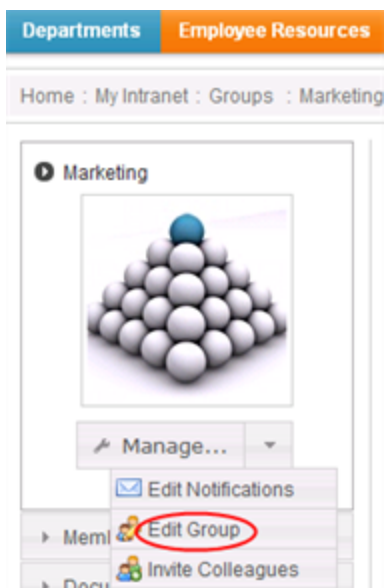 Departments Employee Resources
Home : My Intranet : Groups : Marketing
Marketing
Manage...
Edit Notifications
Edit Group
Invite Colleagues